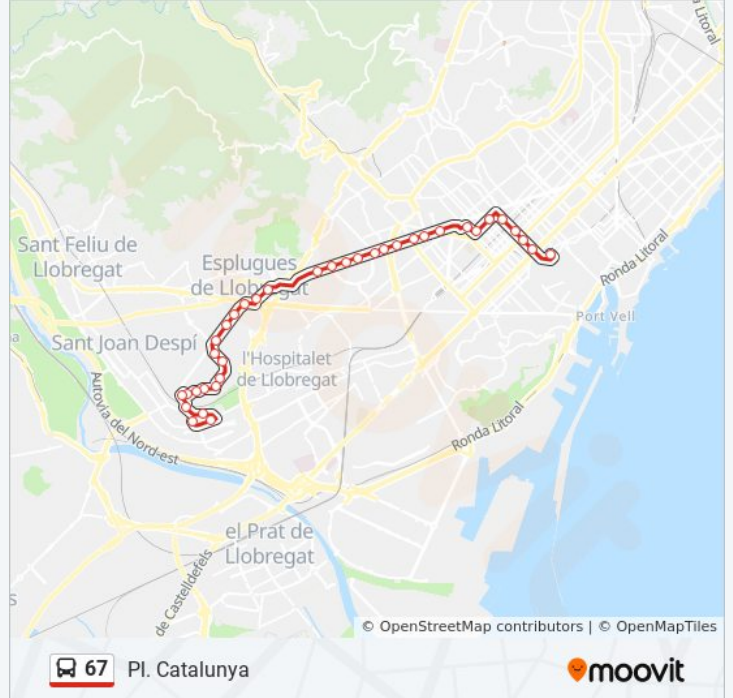 Litoral
Sant Feliu de
Llobregat
Esplugues
de Llobregat
Ronda Litoral
Port Vell
a
Sant Joan Despí
l'Hospitalet
de Llobregat
Autovia del Nord-est
Ronda Litoral
el Prat de
Llobregat
de Castelldefels
s
© OpenStreetMap contributors | © OpenMapTiles
67 Pl. Catalunya
moovit